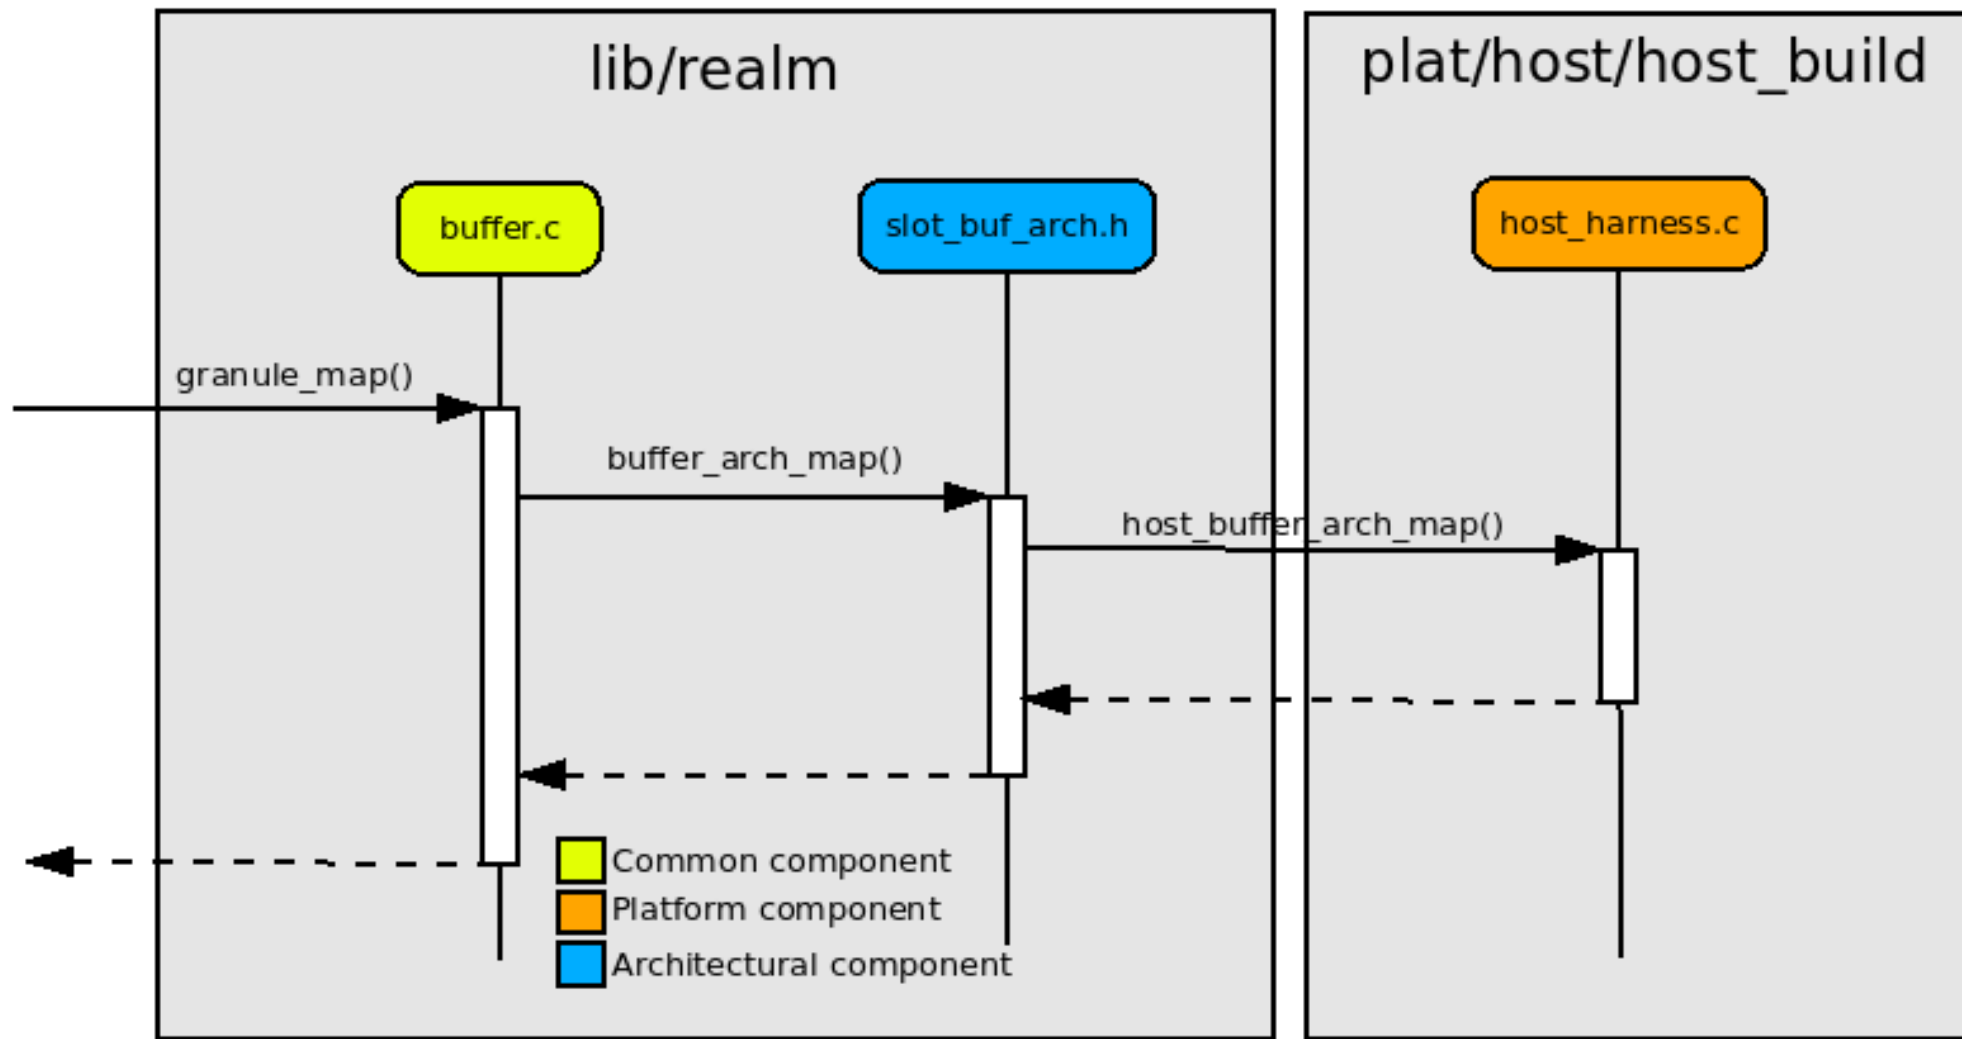 lib/realm
plat/host/host_build
buffer.c
slot_buf_arch.h
host_harness.c
granule_map()
buffer_arch_map()
host_buffer_arch_map()
Common component
Platform component
Architectural component